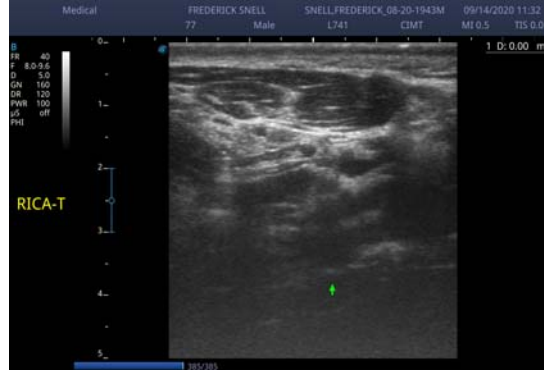 Medical FREDERICK SNELL SNELL,FREDERICK_08-20-1943M 09/14/2020 11:32
77 Male L741 CIMT MI 0.5 TIS 0.0
B
FR 40
F 8.0-9.6
D 5.0
GN 160
DR 120
PWR 100
µS off
PHI
1 D: 0.00 m
0
1
2
3
4
5
RICA-T
385/385